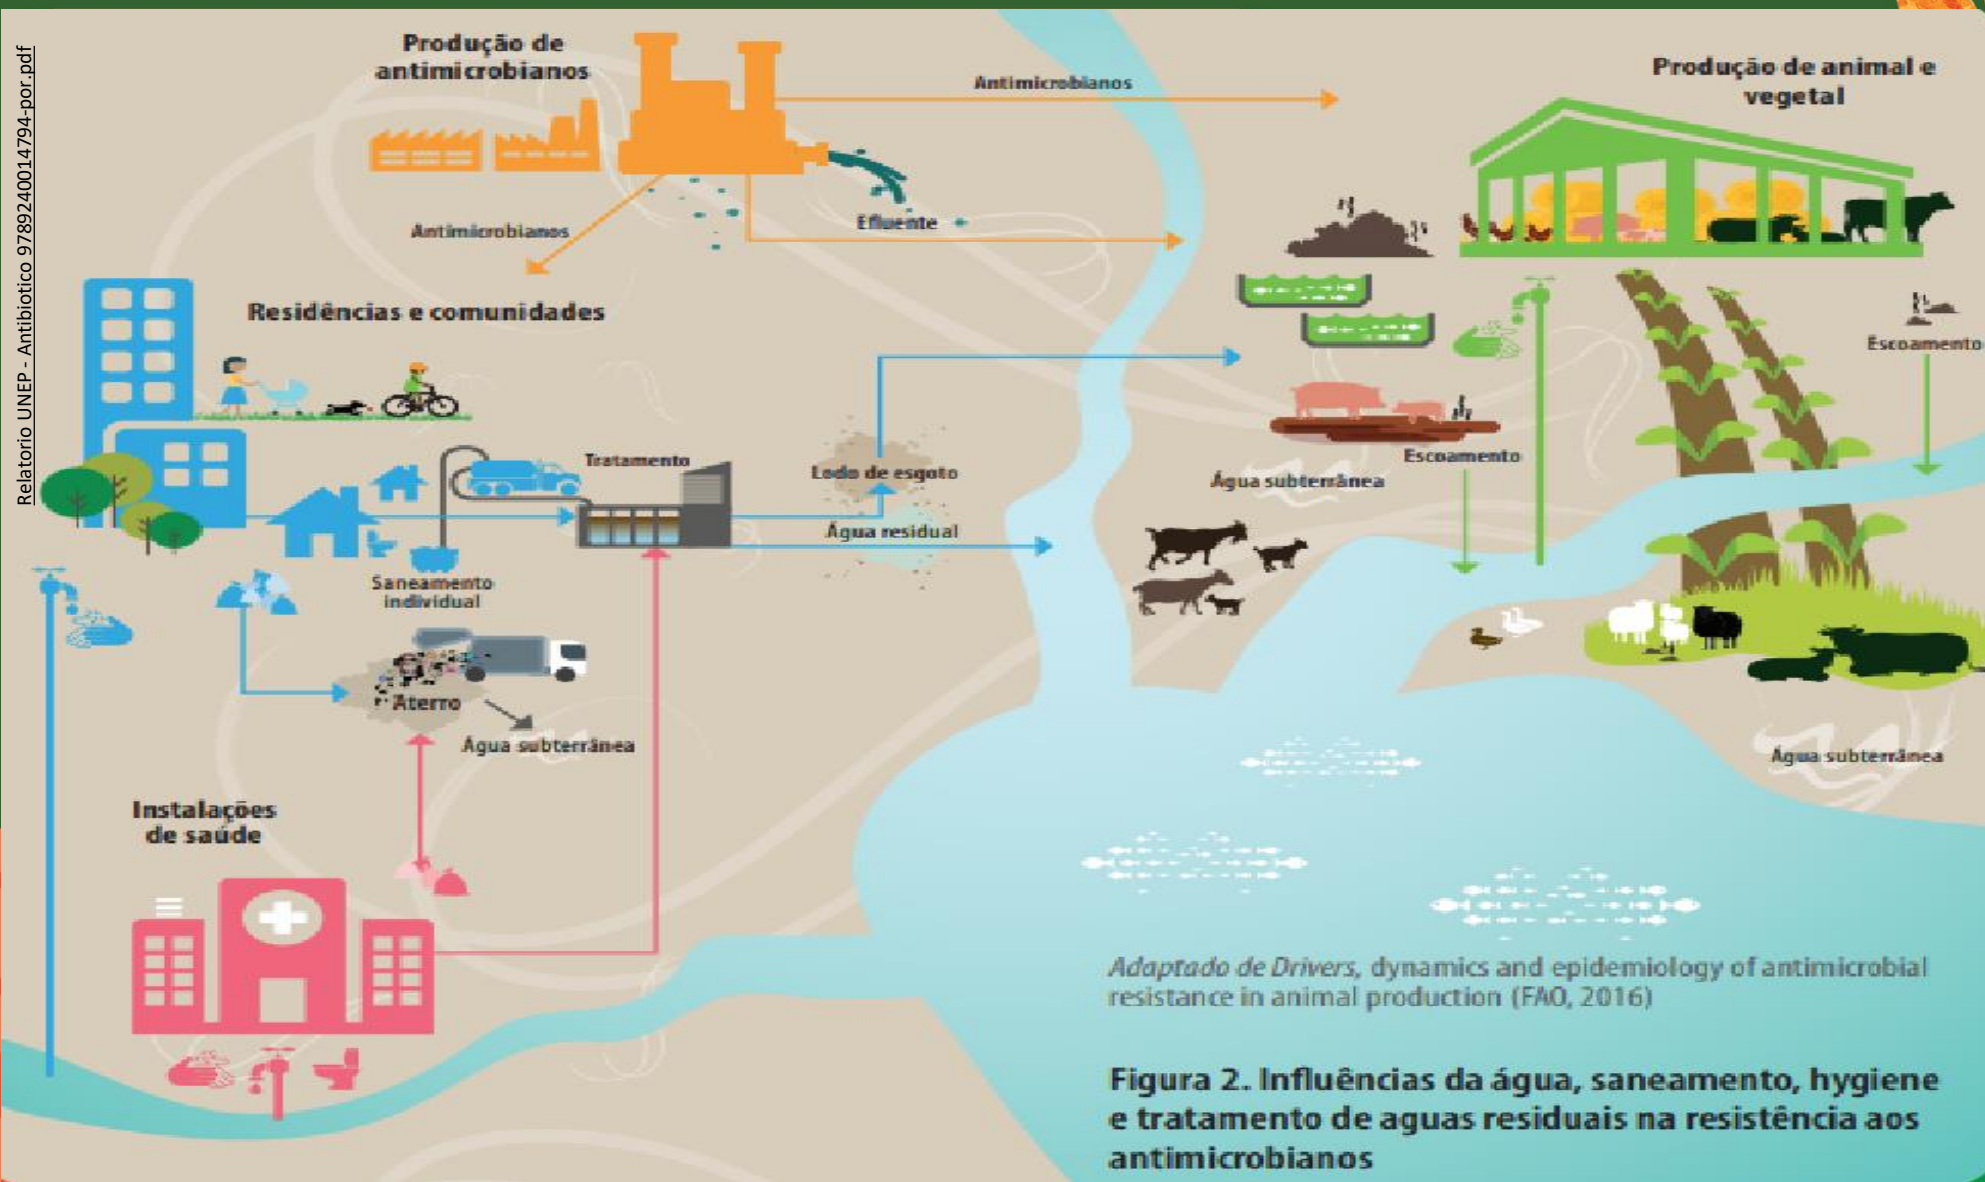 Relatorio UNEP - Antibiotico 9789240014794-por.pdf
Produção de
antimicrobianos
Antimicrobianos
Produção de animal e
vegetal
Antimicrobianos
Efluente
Residências e comunidades
Escoamento
Tratamento
Lodo de esgoto
Escoamento
Água subterrânea
Água residual
Saneamento
individual
Aterro
Água subterrânea
Água subterrânea
Instalações
de saúde
Adaptado de Drivers, dynamics and epidemiology of antimicrobial
resistance in animal production (FAO, 2016)
Figura 2. Influências da água, saneamento, hygiene
e tratamento de aguas residuais na resistência aos
antimicrobianos